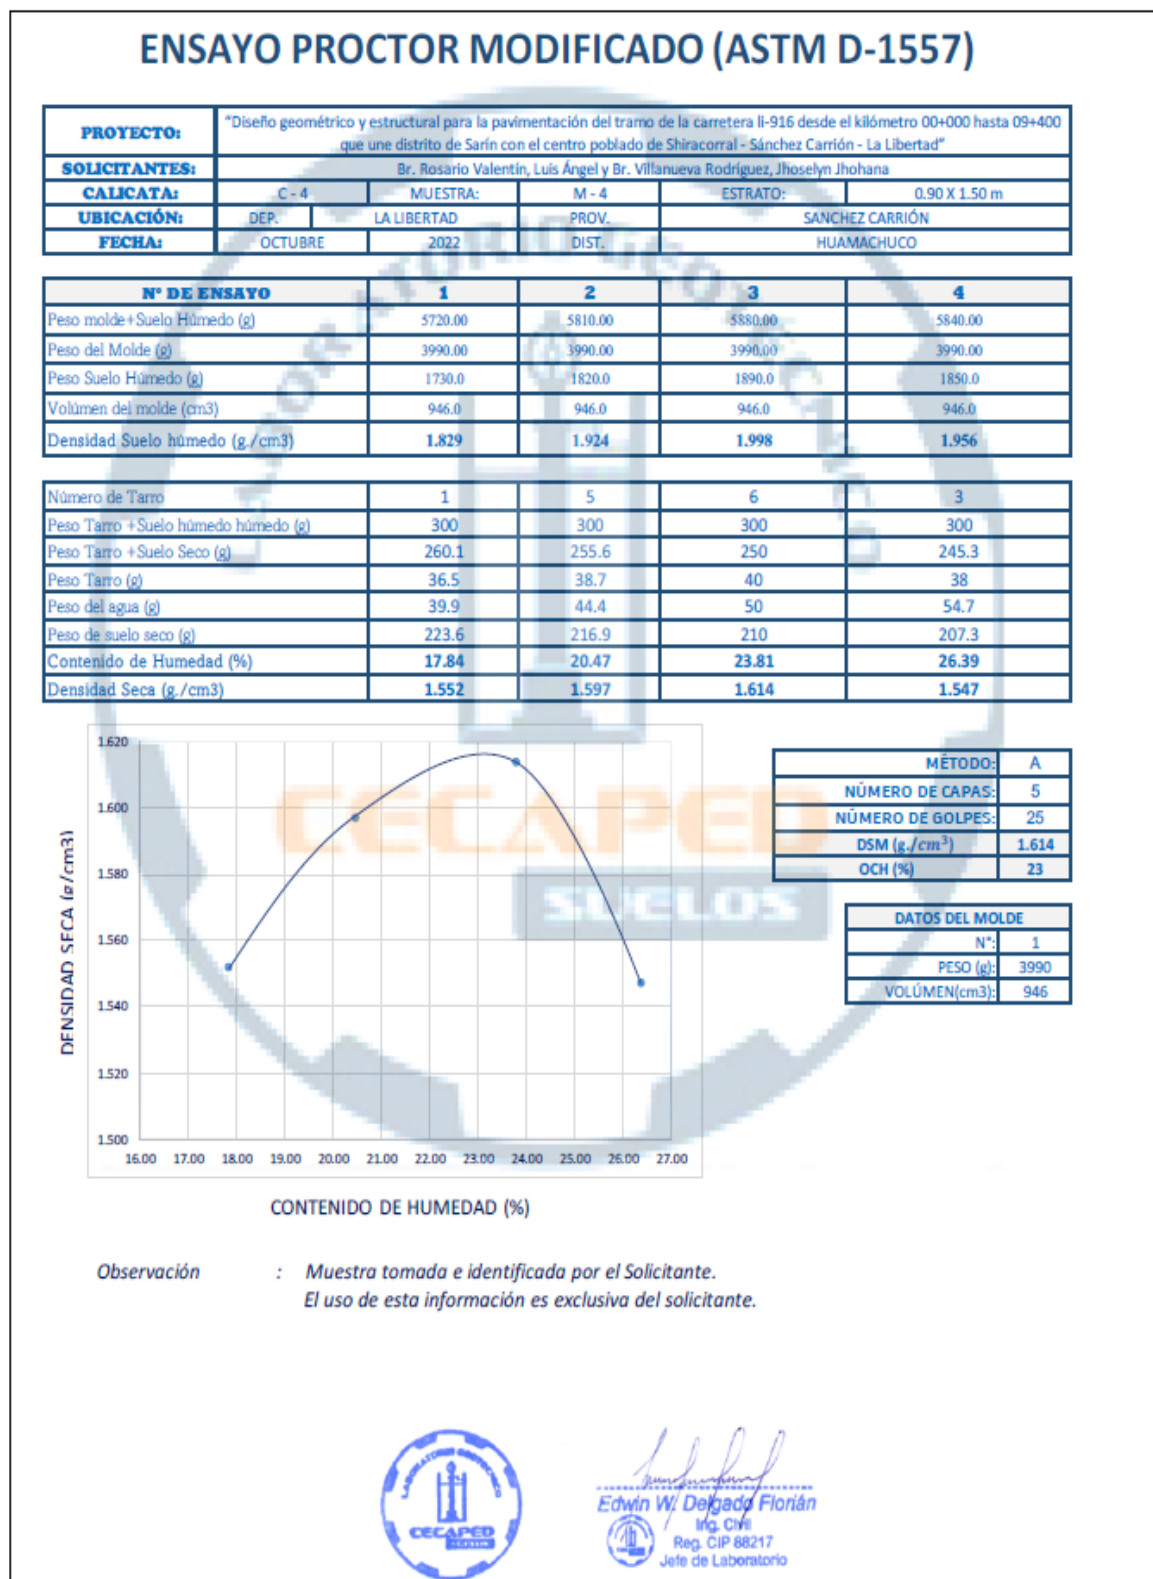 ENSAYO PROCTOR MODIFICADO (ASTM D-1557)
PROYECTO: "Diseño geométrico y estructural para la pavimentación del tramo de la carretera li-916 desde el kilómetro 00+000 hasta 09+400
que une distrito de Sarin con el centro poblado de Shiracorral - Sánchez Carrión - La Libertad"
SOLICITANTES: Br. Rosario Valentin, Luis Ángel y Br. Villanueva Rodriguez, Jhoselyn Jhohana
CALICATA: C - 4 MUESTRA: M - 4 ESTRATO: 0.90 X 1.50 m
UBICACIÓN: DEP. LA LIBERTAD PROV. SANCHEZ CARRIÓN
FECHA: OCTUBRE 2022 DIST. HUAMACHUCO
N° DE ENSAYO 1 2 3 4
Peso molde+Suelo Húmedo (g) 5720.00 5810.00 5880.00 5840.00
Peso del Molde (g) 3990.00 3990.00 3990.00 3990.00
Peso Suelo Húmedo (g) 1730.0 1820.0 1890.0 1850.0
Volúmen del molde (cm3) 946.0 946.0 946.0 946.0
Densidad Suelo húmedo (g./cm3) 1.829 1.924 1.998 1.956
Número de Tarro 1 5 6 3
Peso Tarro +Suelo húmedo húmedo (g) 300 300 300 300
Peso Tarro +Suelo Seco (g) 260.1 255.6 250 245.3
Peso Tarro (g) 36.5 38.7 40 38
Peso del agua (g) 39.9 44.4 50 54.7
Peso de suelo seco (g) 223.6 216.9 210 207.3
Contenido de Humedad (%) 17.84 20.47 23.81 26.39
Densidad Seca (g./cm3) 1.552 1.597 1.614 1.547
LABORATORIO GEOTECNICO
CECAPED
SUELOS
DENSIDAD SECA (g/cm3)
1.620
1.600
1.580
1.560
1.540
1.520
1.500
16.00 17.00 18.00 19.00 20.00 21.00 22.00 23.00 24.00 25.00 26.00 27.00
CONTENIDO DE HUMEDAD (%)
MÉTODO: A
NÚMERO DE CAPAS: 5
NÚMERO DE GOLPES: 25
DSM (g./cm³) 1.614
OCH (%) 23
DATOS DEL MOLDE
N°: 1
PESO (g): 3990
VOLÚMEN(cm3): 946
Observación : Muestra tomada e identificada por el Solicitante.
El uso de esta información es exclusiva del solicitante.
LABORATORIO GEOTECNICO
CECAPED
Edwin W. Delgado Florián
Ing. Civil
Reg. CIP 88217
Jefe de Laboratorio